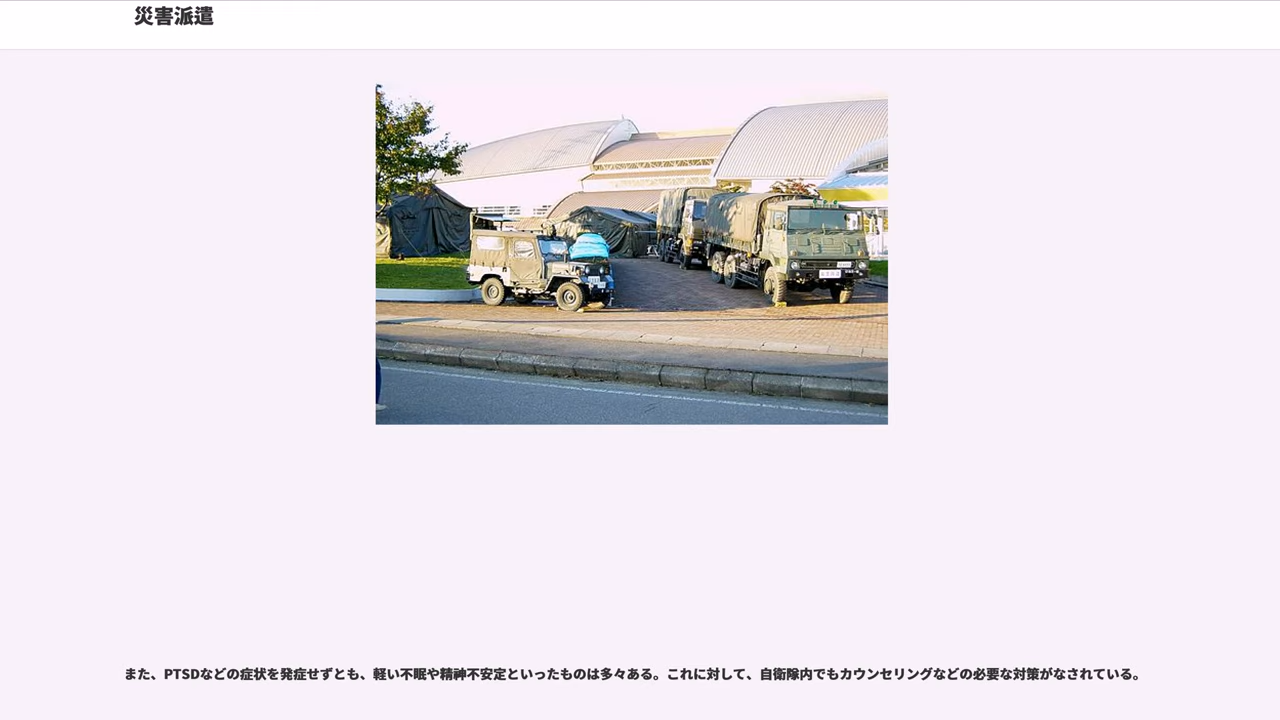 災害派遣
また、PTSDなどの症状を発症せずとも、軽い不眠や精神不安定といったものは多々ある。これに対して、自衛隊内でもカウンセリングなどの必要な対策がなされている。